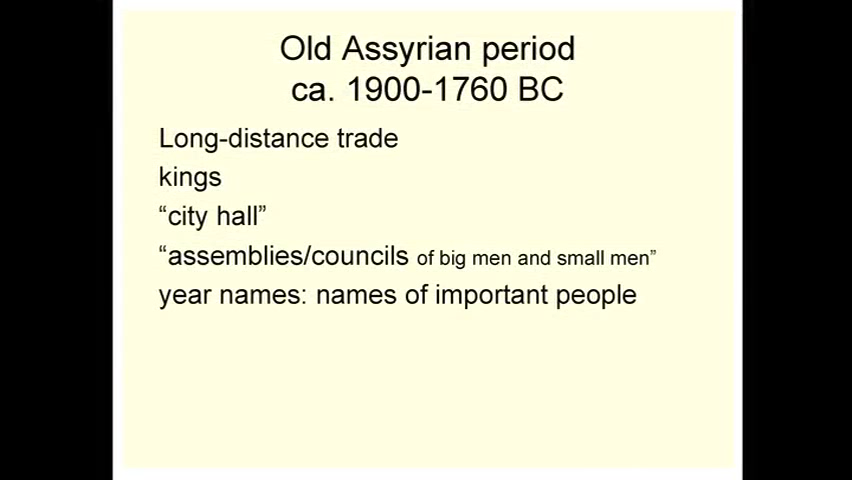 Old Assyrian period
ca. 1900-1760 BC
Long-distance trade
kings
“city hall”
“assemblies/councils of big men and small men”
year names: names of important people